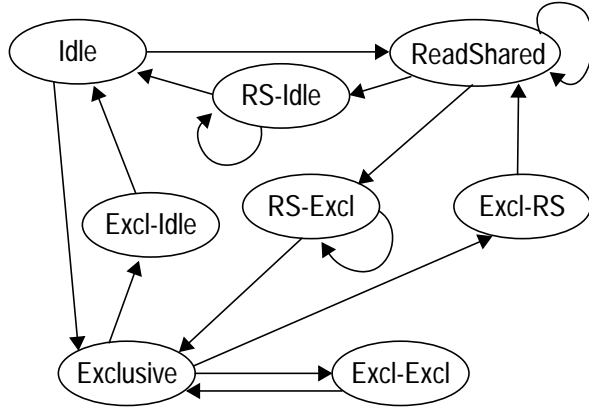 Idle
ReadShared
RS-Idle
RS-Excl
Excl-RS
Excl-Idle
Exclusive
Excl-Excl